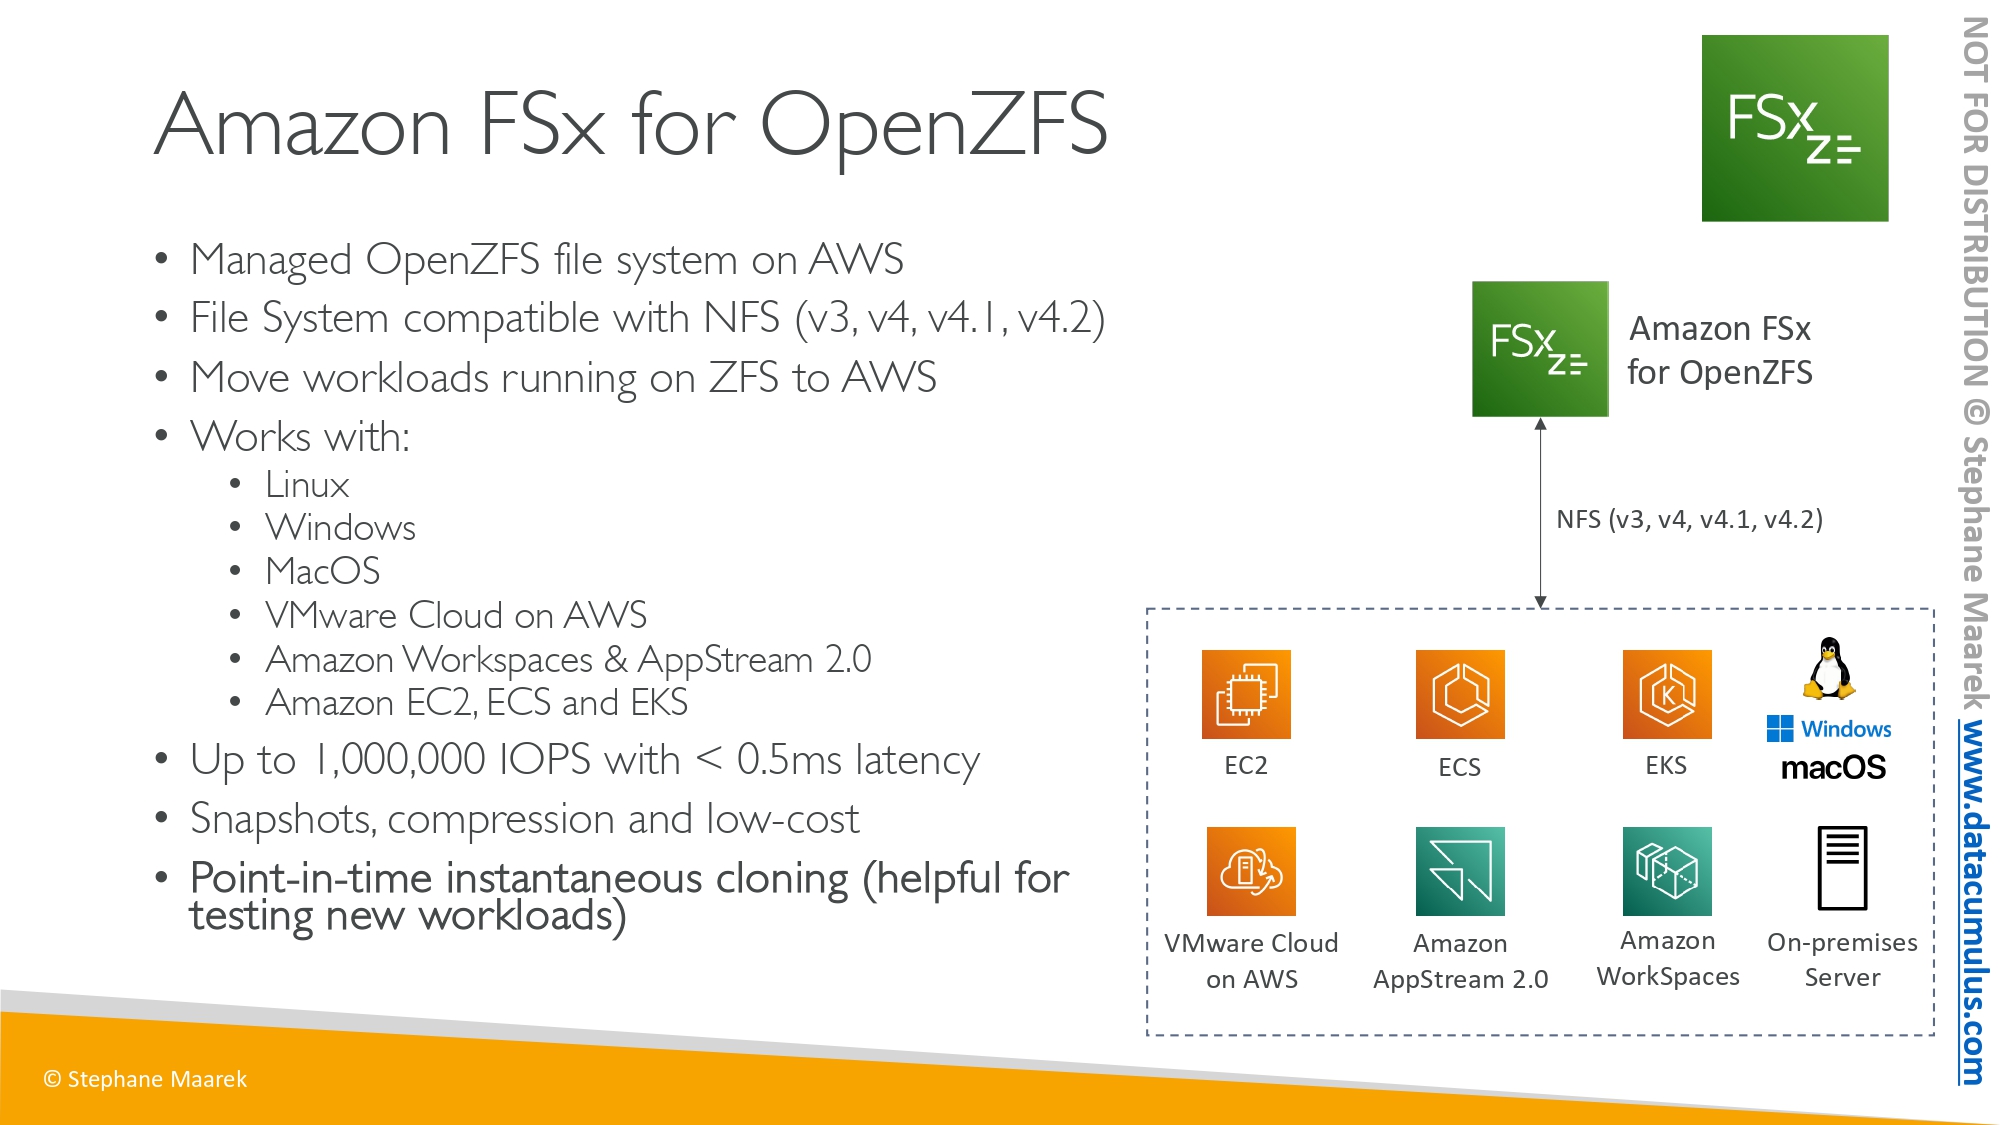 Amazon FSx for OpenZFS
• Managed OpenZFS file system on AWS
• File System compatible with NFS (v3, v4, v4.1, v4.2)
• Move workloads running on ZFS to AWS
• Works with:
• Linux
• Windows
• MacOS
• VMware Cloud on AWS
• Amazon Workspaces & AppStream 2.0
• Amazon EC2, ECS and EKS
• Up to 1,000,000 IOPS with < 0.5ms latency
• Snapshots, compression and low-cost
• Point-in-time instantaneous cloning (helpful for
testing new workloads)
FSx
Z
FSx
Z
Amazon FSx
for OpenZFS
NFS (v3, v4, v4.1, v4.2)
EC2
ECS
K
EKS
Windows
macOS
VMware Cloud
on AWS
Amazon
AppStream 2.0
Amazon
WorkSpaces
On-premises
Server
© Stephane Maarek
NOT FOR DISTRIBUTION © Stephane Maarek www.datacumulus.com